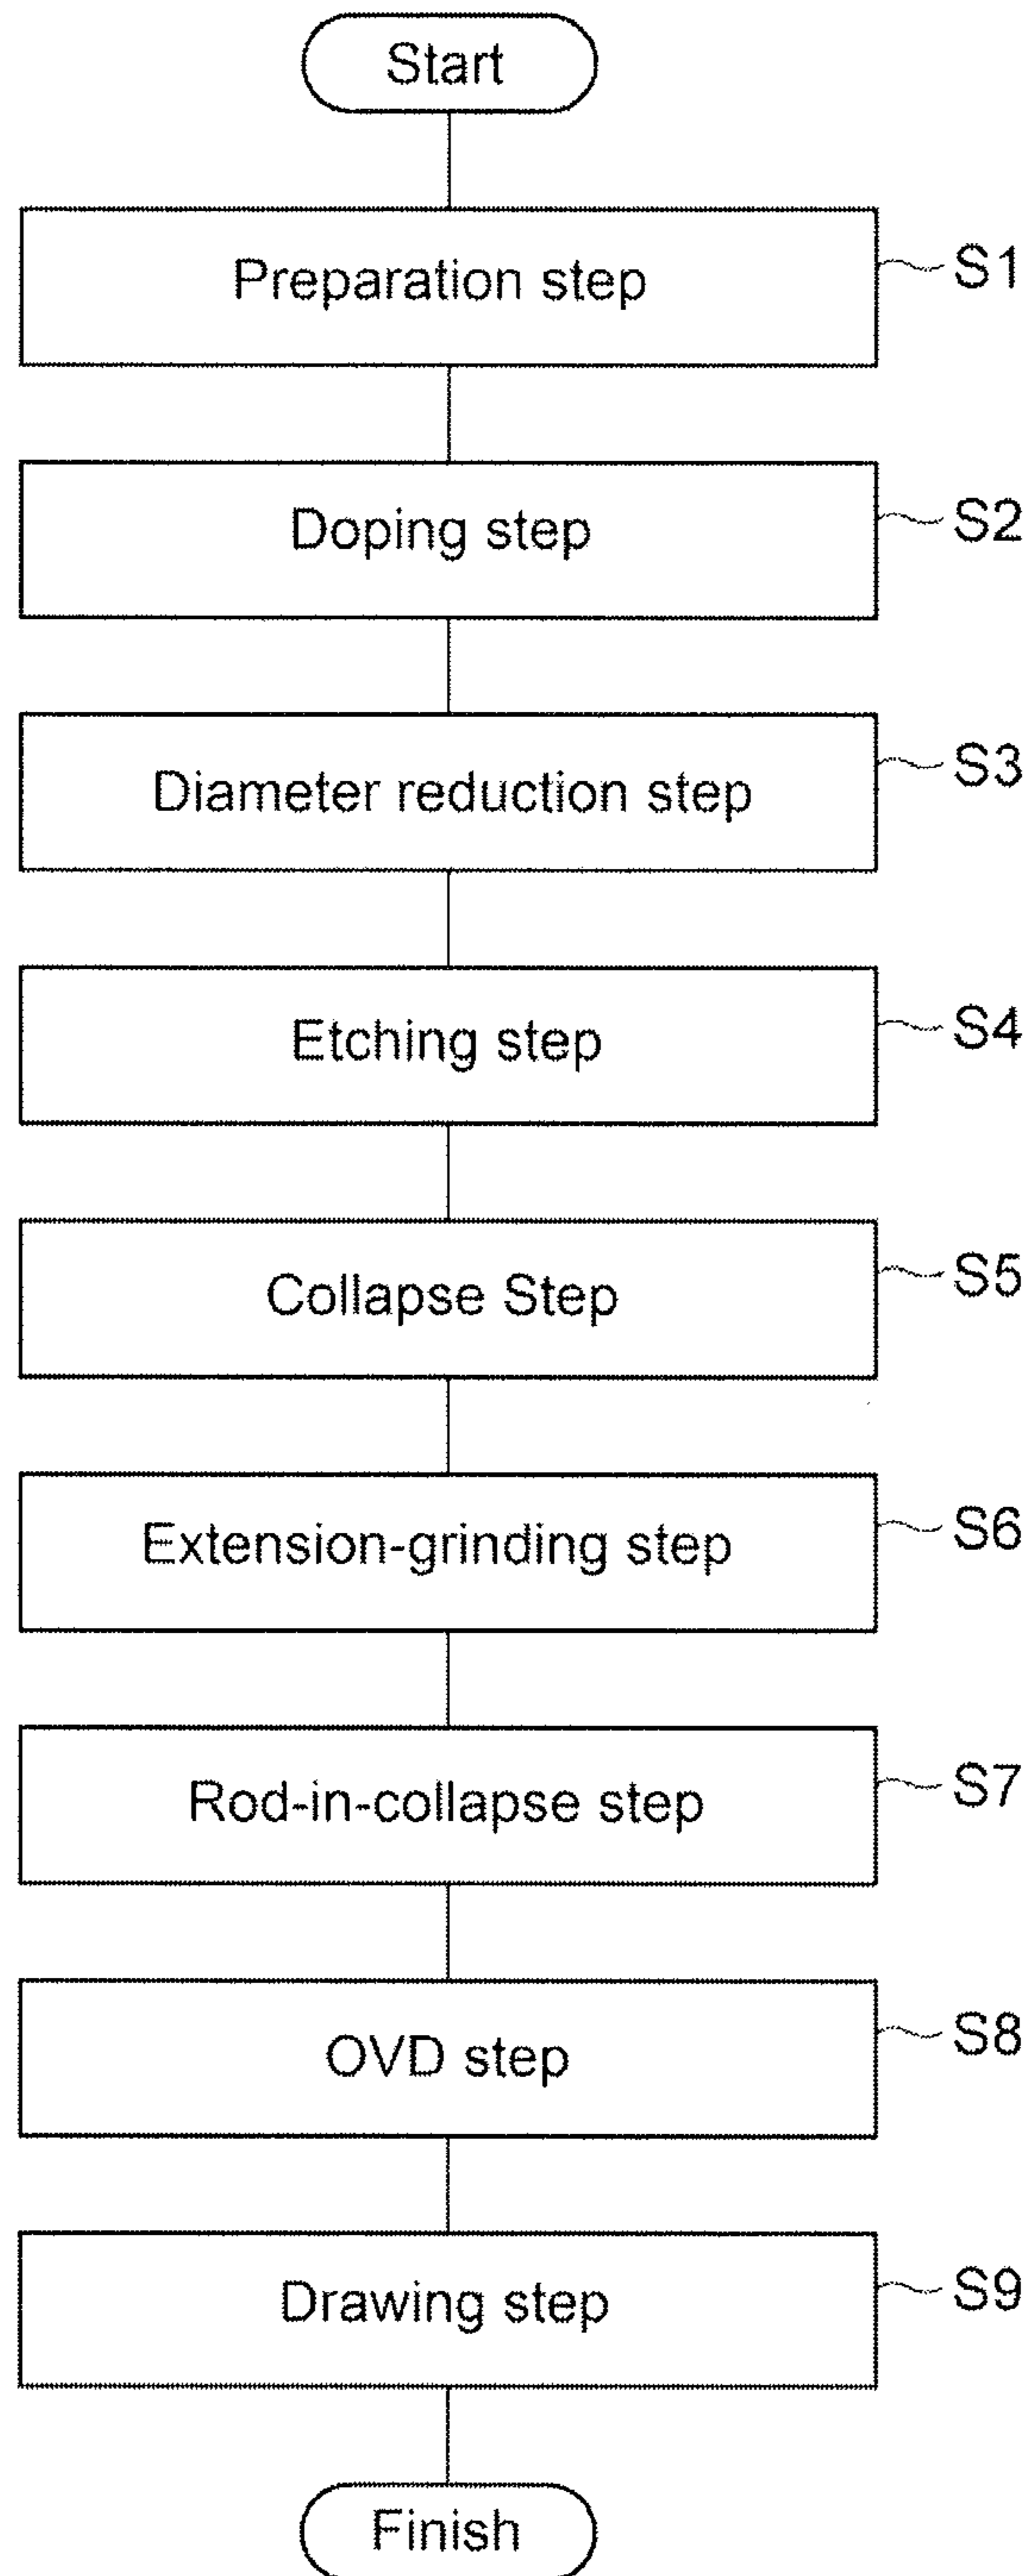 Start
Preparation step
S1
Doping step
S2
Diameter reduction step
S3
Etching step
S4
Collapse Step
S5
Extension-grinding step
S6
Rod-in-collapse step
S7
OVD step
S8
Drawing step
S9
Finish